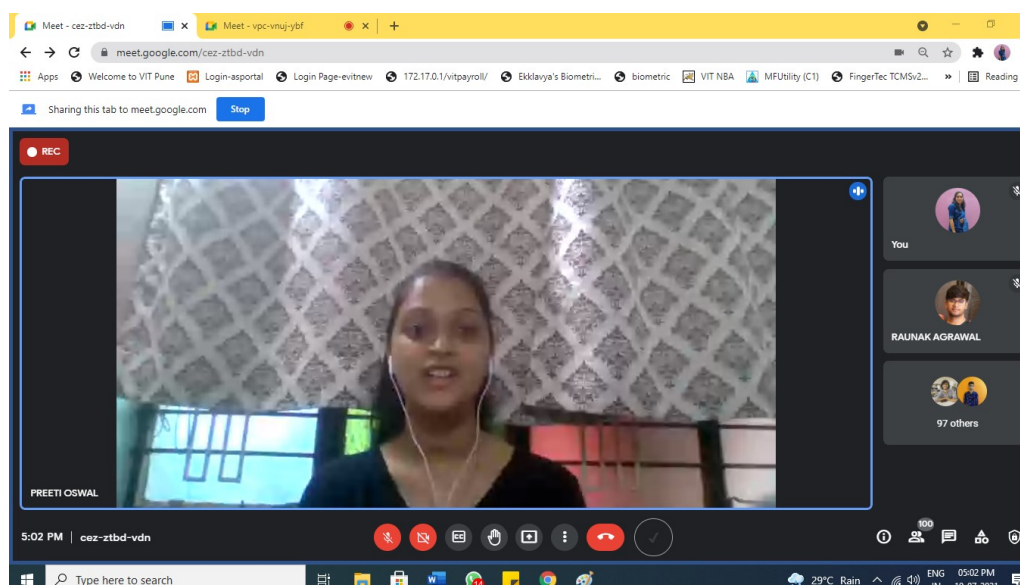 Meet - cez-ztbd-vdn
Meet - vpc-vnuj-ybf
meet.google.com/cez-ztbd-vdn
Apps Welcome to VIT Pune Login-asportal Login Page-evitnew 172.17.0.1/vitpayroll/ Ekklavya's Biometri... biometric VIT NBA MFUtility (C1) FingerTec TCMSv2... » Reading
Sharing this tab to meet.google.com Stop
REC
You
RAUNAK AGRAWAL
97 others
PREETI OSWAL
5:02 PM | cez-ztbd-vdn
CC
100
Type here to search
29°C Rain
ENG
05:02 PM